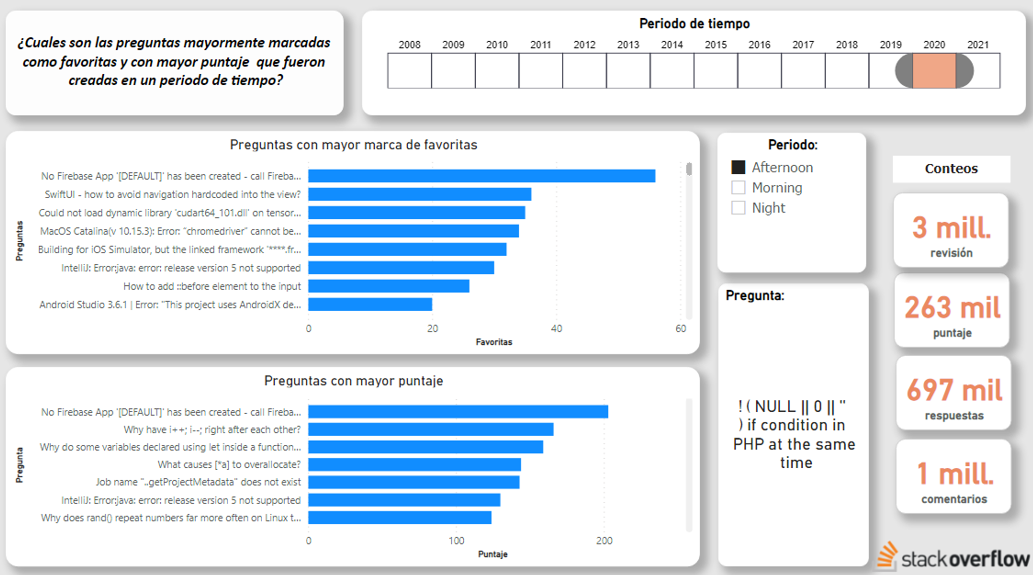 ¿Cuales son las preguntas mayormente marcadas
como favoritas y con mayor puntaje que fueron
creadas en un periodo de tiempo?
Periodo de tiempo
2008 2009 2010 2011 2012 2013 2014 2015 2016 2017 2018 2019 2020 2021
Preguntas con mayor marca de favoritas
Preguntas
No Firebase App '[DEFAULT]' has been created - call Fireba...
SwiftUI - how to avoid navigation hardcoded into the view?
Could not load dynamic library 'cudart64_101.dll' on tensor...
MacOS Catalina(v 10.15.3): Error: "chromedriver" cannot be...
Building for iOS Simulator, but the linked framework '****.fr...
IntelliJ: Error:java: error: release version 5 not supported
How to add ::before element to the input
Android Studio 3.6.1 | Error: "This project uses AndroidX de...
0 20 40 60
Favoritas
Preguntas con mayor puntaje
Pregunta
No Firebase App '[DEFAULT]' has been created - call Fireba...
Why have i++; i--; right after each other?
Why do some variables declared using let inside a function...
What causes [*a] to overallocate?
Job name "..getProjectMetadata" does not exist
IntelliJ: Error:java: error: release version 5 not supported
Why does rand() repeat numbers far more often on Linux t...
0 100 200
Puntaje
Periodo:
Afternoon
Morning
Night
Pregunta:
! ( NULL || 0 || ''
) if condition in
PHP at the same
time
Conteos
3 mill.
revisión
263 mil
puntaje
697 mil
respuestas
1 mill.
comentarios
stackoverflow